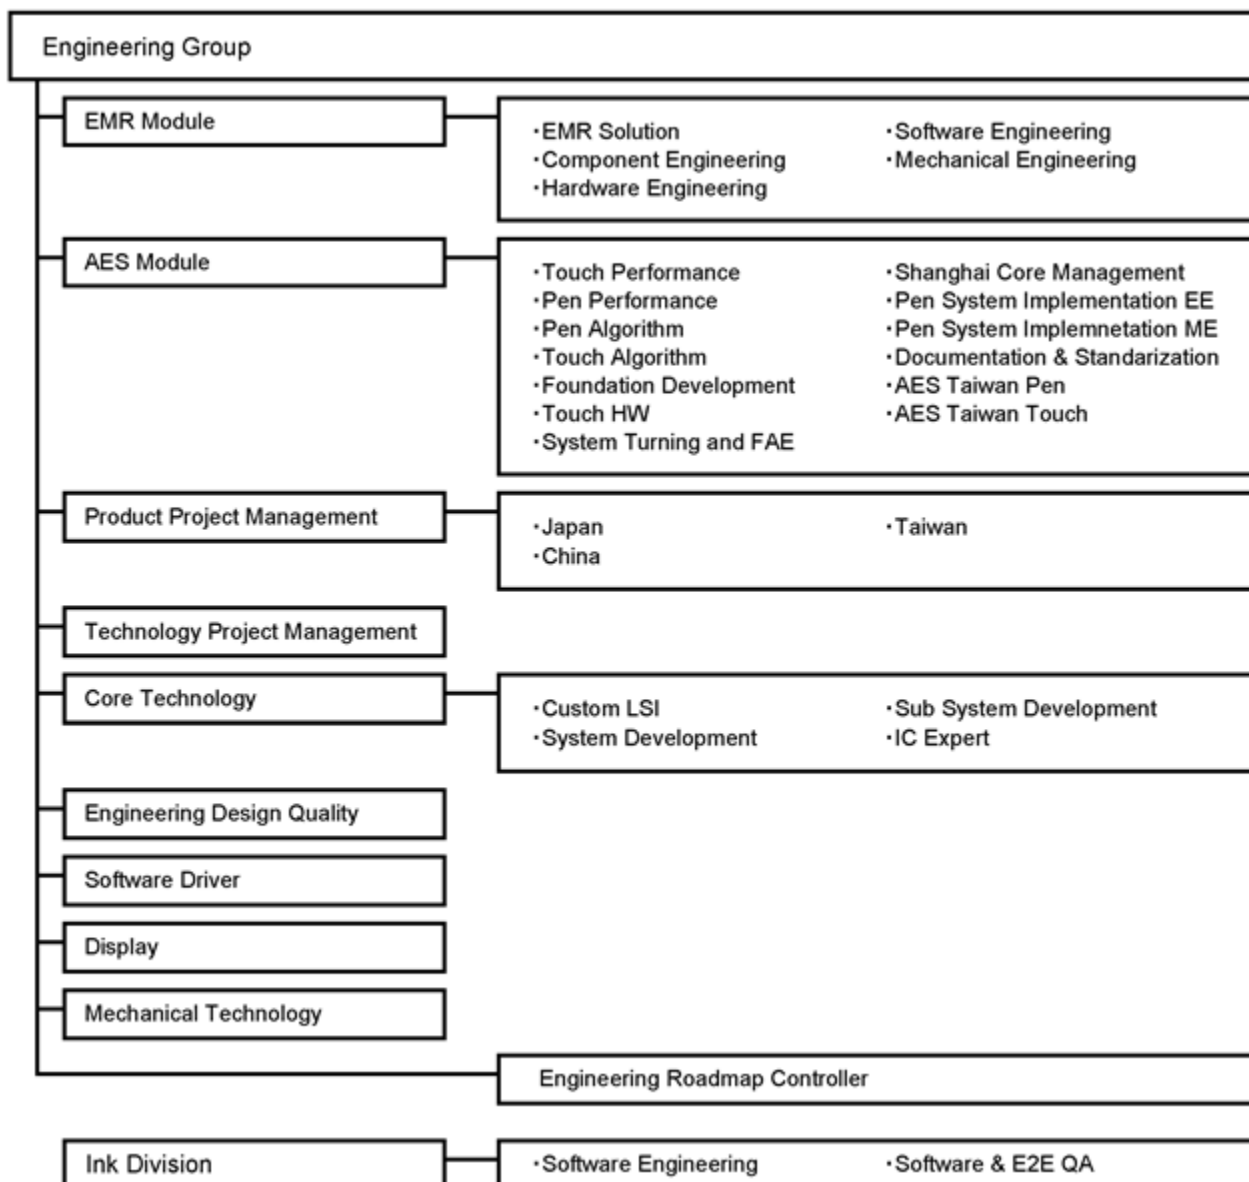 Engineering Group
EMR Module
・EMR Solution
・Component Engineering
・Hardware Engineering
・Software Engineering
・Mechanical Engineering
AES Module
・Touch Performance
・Pen Performance
・Pen Algorithm
・Touch Algorithm
・Foundation Development
・Touch HW
・System Turning and FAE
・Shanghai Core Management
・Pen System Implementation EE
・Pen System Implemnetation ME
・Documentation & Standarization
・AES Taiwan Pen
・AES Taiwan Touch
Product Project Management
・Japan
・China
・Taiwan
Technology Project Management
Core Technology
・Custom LSI
・System Development
・Sub System Development
・IC Expert
Engineering Design Quality
Software Driver
Display
Mechanical Technology
Engineering Roadmap Controller
Ink Division
・Software Engineering
・Software & E2E QA